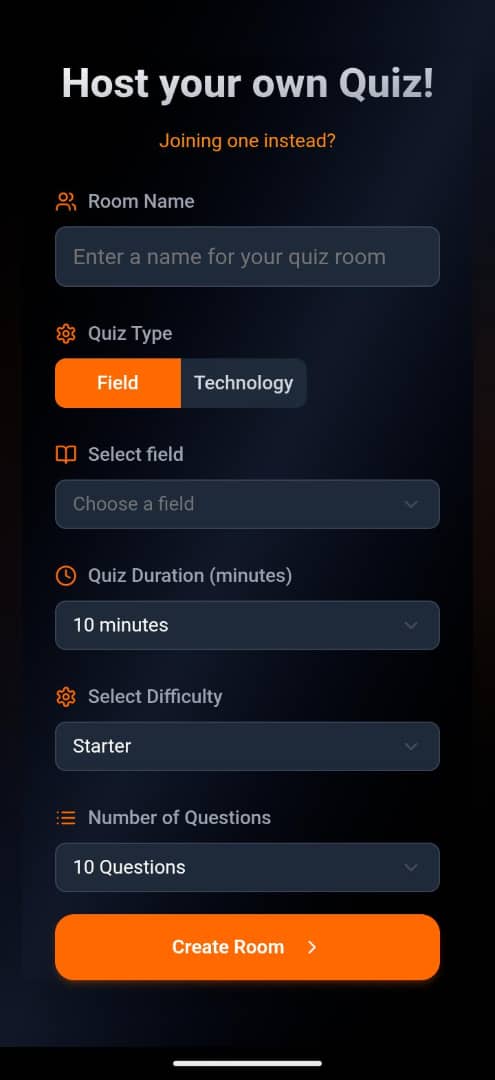 Host your own Quiz!
Joining one instead?
Room Name
Enter a name for your quiz room
Quiz Type
Field Technology
Select field
Choose a field
Quiz Duration (minutes)
10 minutes
Select Difficulty
Starter
Number of Questions
10 Questions
Create Room